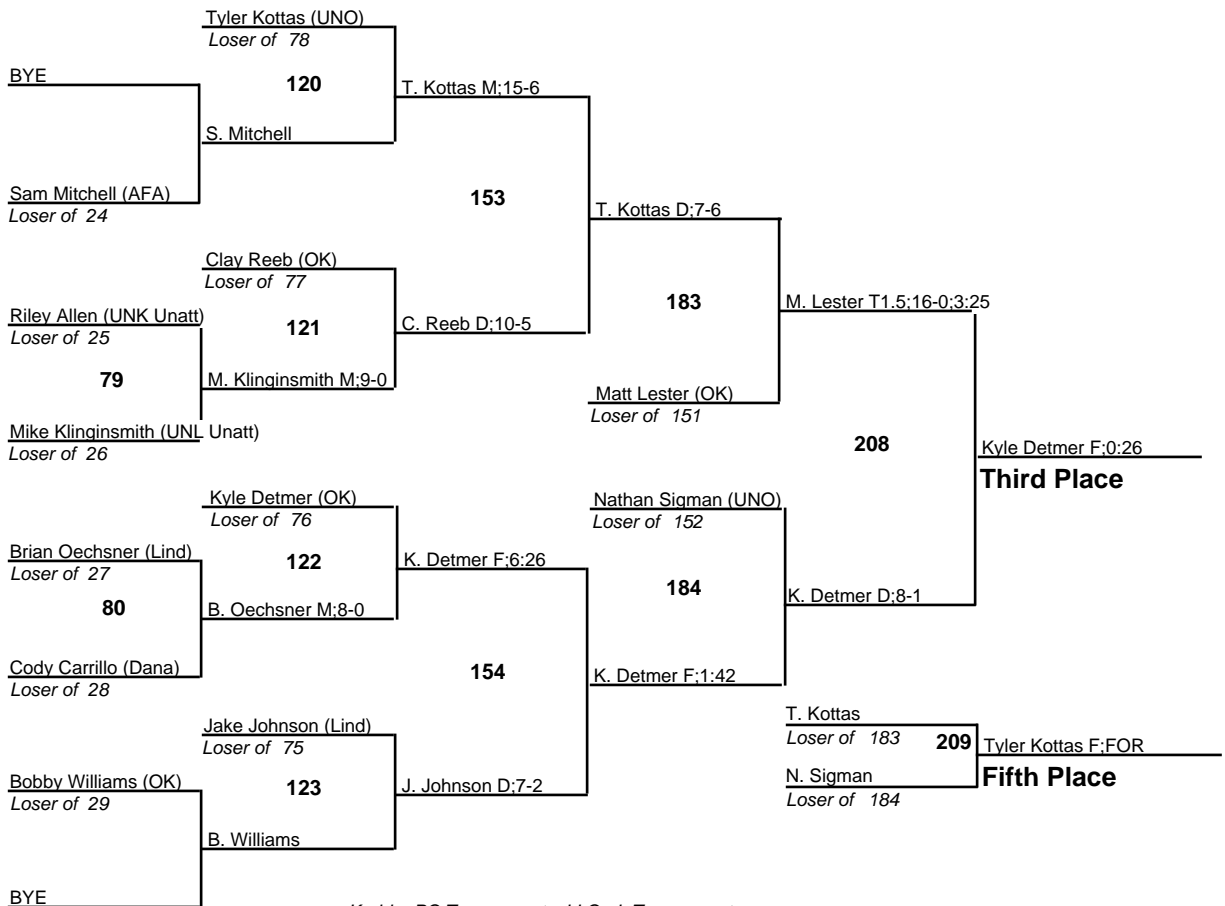 Tyler Kottas (UNO)
Loser of 78
BYE
120
T. Kottas M;15-6
S. Mitchell
Sam Mitchell (AFA)
Loser of 24
153
T. Kottas D;7-6
Clay Reeb (OK)
Loser of 77
Riley Allen (UNK Unatt)
Loser of 25
121
C. Reeb D;10-5
183
M. Lester T1.5;16-0;3:25
79
M. Klinginsmith M;9-0
Matt Lester (OK)
Loser of 151
Mike Klinginsmith (UNL Unatt)
Loser of 26
208
Kyle Detmer F;0:26
Third Place
Kyle Detmer (OK)
Loser of 76
Nathan Sigman (UNO)
Loser of 152
Brian Oechsner (Lind)
Loser of 27
122
K. Detmer F;6:26
184
80
B. Oechsner M;8-0
K. Detmer D;8-1
Cody Carrillo (Dana)
Loser of 28
154
K. Detmer F;1:42
Jake Johnson (Lind)
Loser of 75
T. Kottas
Loser of 183
209
Tyler Kottas F;FOR
Fifth Place
Bobby Williams (OK)
Loser of 29
123
J. Johnson D;7-2
N. Sigman
Loser of 184
B. Williams
BYE